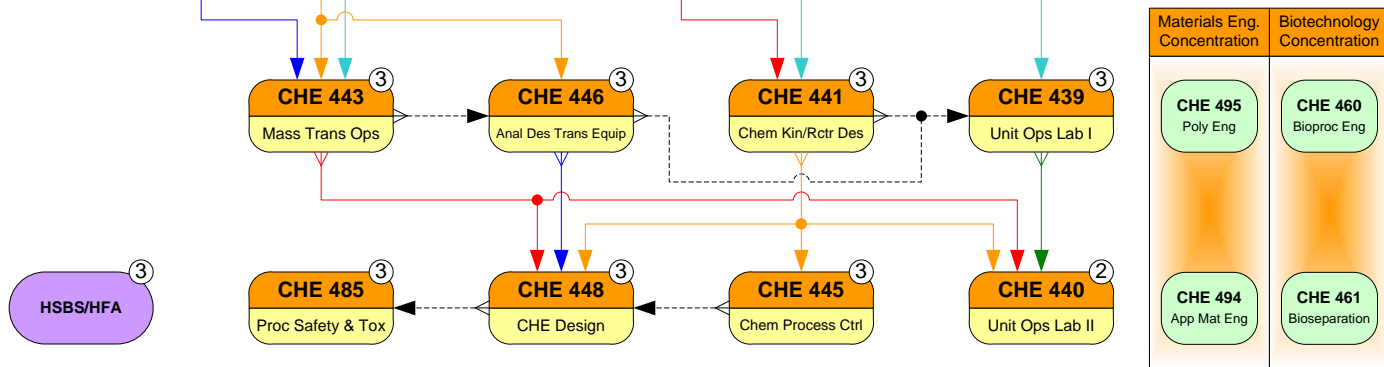 Materials Eng.
Concentration
Biotechnology
Concentration
3
CHE 443
Mass Trans Ops
3
CHE 446
Anal Des Trans Equip
3
CHE 441
Chem Kin/Rctr Des
3
CHE 439
Unit Ops Lab I
CHE 495
Poly Eng
CHE 460
Bioproc Eng
3
HSBS/HFA
3
CHE 485
Proc Safety & Tox
3
CHE 448
CHE Design
3
CHE 445
Chem Process Ctrl
2
CHE 440
Unit Ops Lab II
CHE 494
App Mat Eng
CHE 461
Bioseparation